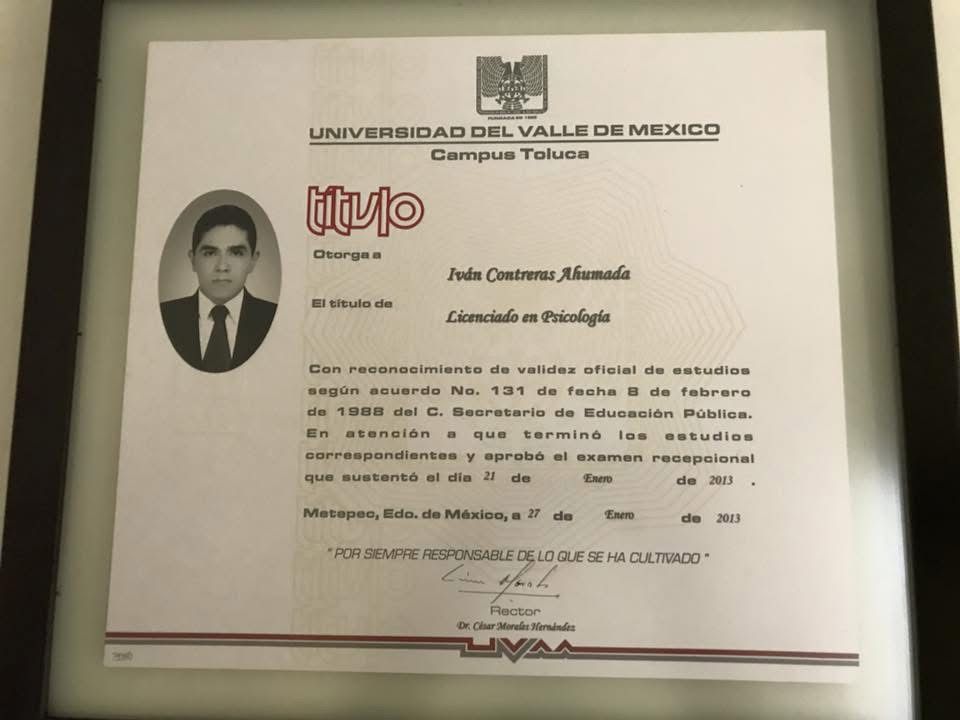 FUNDADA EN 1960
UNIVERSIDAD DEL VALLE DE MEXICO
Campus Toluca
título
Otorga a
Iván Contreras Ahumada
El título de
Licenciado en Psicología
Con reconocimiento de validez oficial de estudios
según acuerdo No. 131 de fecha 8 de febrero
de 1988 del C. Secretario de Educación Pública.
En atención a que terminó los estudios
correspondientes y aprobó el examen recepcional
que sustentó el día 21 de Enero de 2013 .
Metepec, Edo. de México, a 27 de Enero de 2013
" POR SIEMPRE RESPONSABLE DE LO QUE SE HA CULTIVADO "
Rector
Dr. César Morales Hernández
UVM